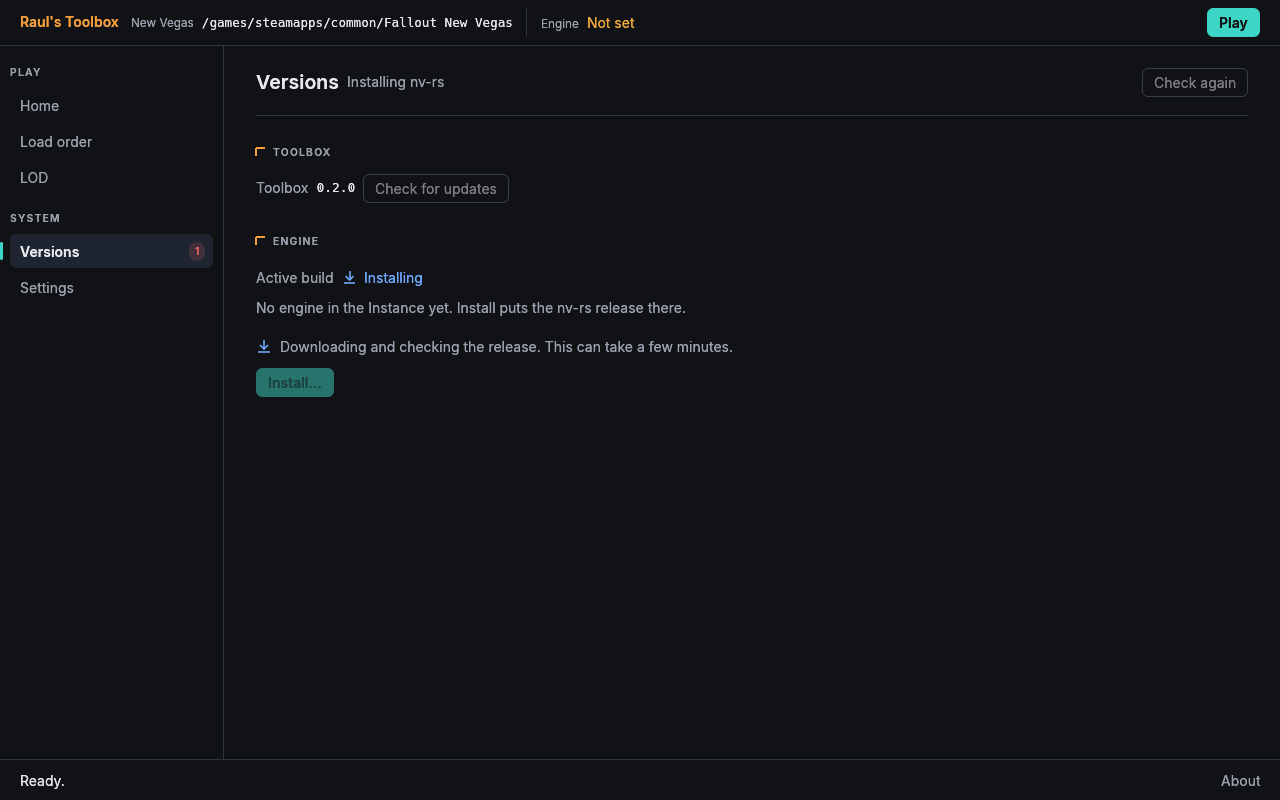 Raul's Toolbox New Vegas /games/steamapps/common/Fallout New Vegas Engine Not set Play
PLAY
Home
Load order
LOD
SYSTEM
Versions 1
Settings
Versions Installing nv-rs Check again
TOOLBOX
Toolbox 0.2.0 Check for updates
ENGINE
Active build Installing
No engine in the Instance yet. Install puts the nv-rs release there.
Downloading and checking the release. This can take a few minutes.
Install...
Ready. About